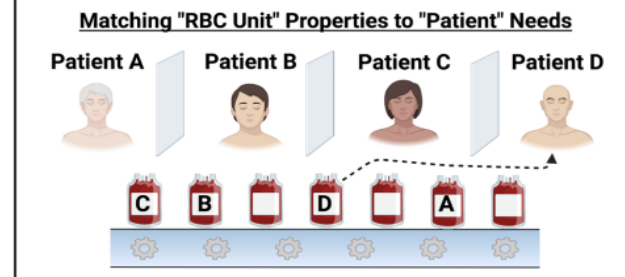 Matching "RBC Unit" Properties to "Patient" Needs
Patient A
Patient B
Patient C
Patient D
C
B
D
A